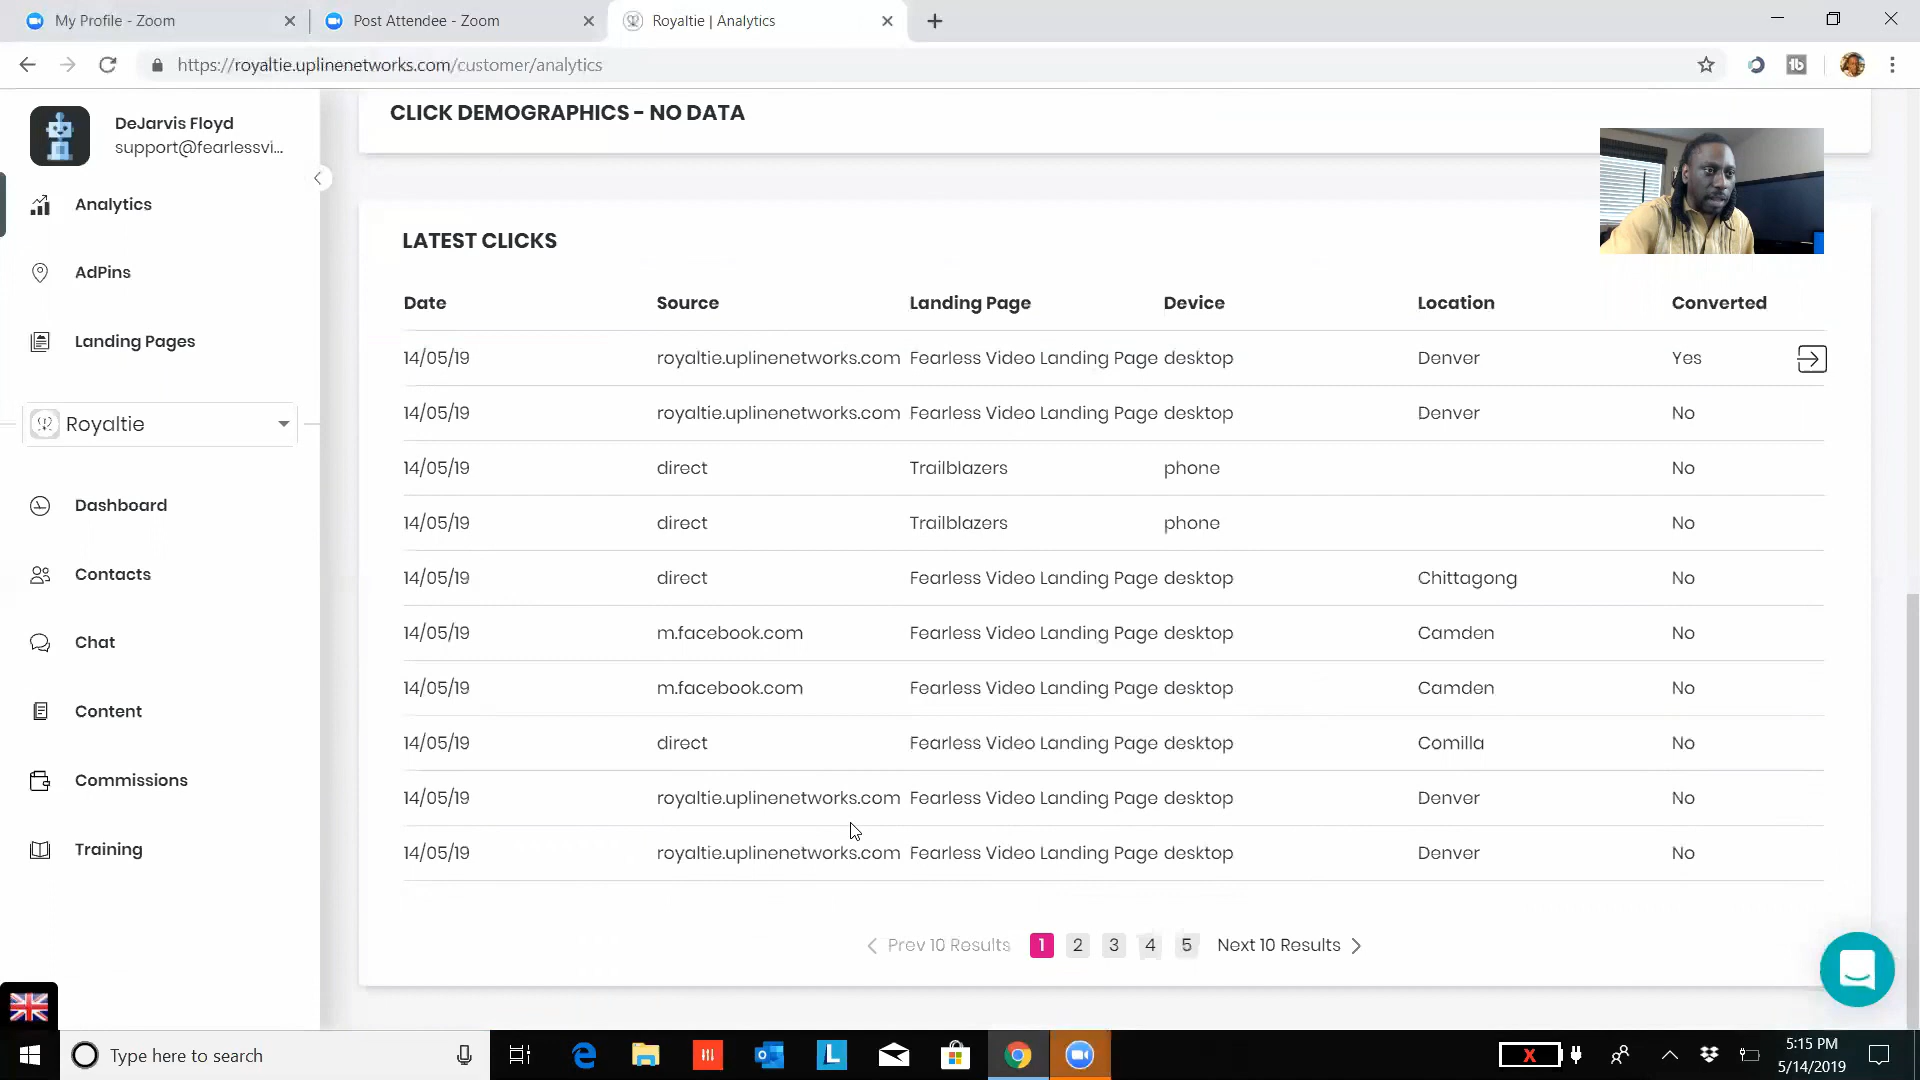 My Profile - Zoom
Post Attendee - Zoom
Royaltie | Analytics
https://royaltie.uplinenetworks.com/customer/analytics
DeJarvis Floyd
support@fearlessvi...
Analytics
AdPins
Landing Pages
Royaltie
Dashboard
Contacts
Chat
Content
Commissions
Training
CLICK DEMOGRAPHICS - NO DATA
LATEST CLICKS
Date Source Landing Page Device Location Converted
14/05/19 royaltie.uplinenetworks.com Fearless Video Landing Page desktop Denver Yes
14/05/19 royaltie.uplinenetworks.com Fearless Video Landing Page desktop Denver No
14/05/19 direct Trailblazers phone No
14/05/19 direct Trailblazers phone No
14/05/19 direct Fearless Video Landing Page desktop Chittagong No
14/05/19 m.facebook.com Fearless Video Landing Page desktop Camden No
14/05/19 m.facebook.com Fearless Video Landing Page desktop Camden No
14/05/19 direct Fearless Video Landing Page desktop Comilla No
14/05/19 royaltie.uplinenetworks.com Fearless Video Landing Page desktop Denver No
14/05/19 royaltie.uplinenetworks.com Fearless Video Landing Page desktop Denver No
Prev 10 Results 1 2 3 4 5 Next 10 Results
Type here to search
5:15 PM
5/14/2019